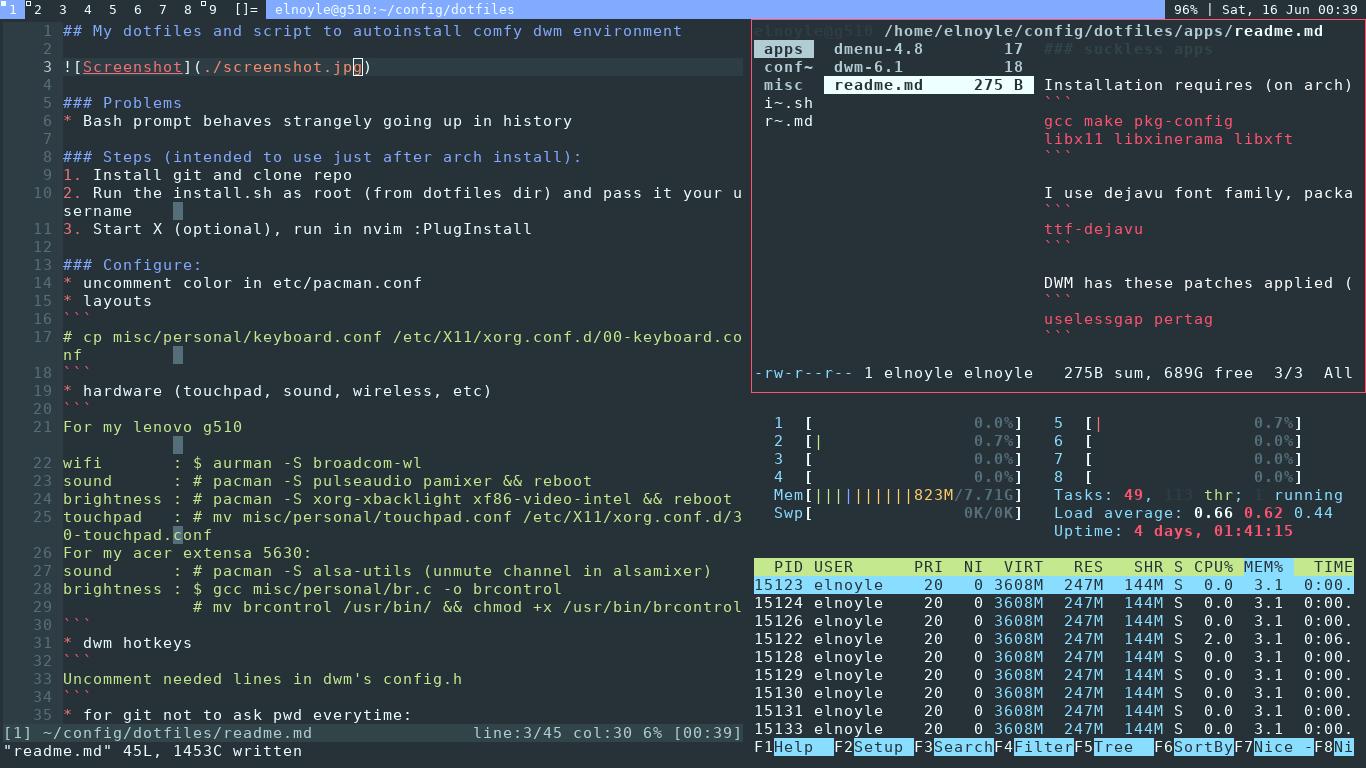 1 2 3 4 5 6 7 8 9 []= elnoyle@g510:~/config/dotfiles 96% | Sat, 16 Jun 00:39
1 ## My dotfiles and script to autoinstall comfy dwm environment
2
3 ![Screenshot](./screenshot.jpg)
4
5 ### Problems
6 * Bash prompt behaves strangely going up in history
7
8 ### Steps (intended to use just after arch install):
9 1. Install git and clone repo
10 2. Run the install.sh as root (from dotfiles dir) and pass it your u
sername
11 3. Start X (optional), run in nvim :PlugInstall
12
13 ### Configure:
14 * uncomment color in etc/pacman.conf
15 * layouts
16 ```
17 # cp misc/personal/keyboard.conf /etc/X11/xorg.conf.d/00-keyboard.co
nf
18 ```
19 * hardware (touchpad, sound, wireless, etc)
20 ```
21 For my lenovo g510
22 wifi : $ aurman -S broadcom-wl
23 sound : # pacman -S pulseaudio pamixer && reboot
24 brightness : # pacman -S xorg-xbacklight xf86-video-intel && reboot
25 touchpad : # mv misc/personal/touchpad.conf /etc/X11/xorg.conf.d/3
0-touchpad.conf
26 For my acer extensa 5630:
27 sound : # pacman -S alsa-utils (unmute channel in alsamixer)
28 brightness : $ gcc misc/personal/br.c -o brcontrol
29 # mv brcontrol /usr/bin/ && chmod +x /usr/bin/brcontrol
30 ```
31 * dwm hotkeys
32 ```
33 Uncomment needed lines in dwm's config.h
34 ```
35 * for git not to ask pwd everytime:
[1] ~/config/dotfiles/readme.md line:3/45 col:30 6% [00:39]
"readme.md" 45L, 1453C written
elnoyle@g510 /home/elnoyle/config/dotfiles/apps/readme.md
apps dmenu-4.8 17 ### suckless apps
conf~ dwm-6.1 18
misc readme.md 275 B Installation requires (on arch)
i~.sh ```
r~.md gcc make pkg-config
libx11 libxinerama libxft
```
I use dejavu font family, packa
```
ttf-dejavu
```
DWM has these patches applied (
```
uselessgap pertag
```
-rw-r--r-- 1 elnoyle elnoyle 275B sum, 689G free 3/3 All
1 [ 0.0%] 5 [| 0.7%]
2 [| 0.7%] 6 [ 0.0%]
3 [ 0.0%] 7 [ 0.0%]
4 [ 0.0%] 8 [ 0.0%]
Mem[||||||||||823M/7.71G] Tasks: 49, 113 thr; 1 running
Swp[ 0K/0K] Load average: 0.66 0.62 0.44
Uptime: 4 days, 01:41:15
PID USER PRI NI VIRT RES SHR S CPU% MEM% TIME
15123 elnoyle 20 0 3608M 247M 144M S 0.0 3.1 0:00.
15124 elnoyle 20 0 3608M 247M 144M S 0.0 3.1 0:00.
15126 elnoyle 20 0 3608M 247M 144M S 0.0 3.1 0:00.
15122 elnoyle 20 0 3608M 247M 144M S 2.0 3.1 0:06.
15128 elnoyle 20 0 3608M 247M 144M S 0.0 3.1 0:00.
15129 elnoyle 20 0 3608M 247M 144M S 0.0 3.1 0:00.
15130 elnoyle 20 0 3608M 247M 144M S 0.0 3.1 0:00.
15131 elnoyle 20 0 3608M 247M 144M S 0.0 3.1 0:00.
15133 elnoyle 20 0 3608M 247M 144M S 0.0 3.1 0:00.
F1Help F2Setup F3SearchF4FilterF5Tree F6SortByF7Nice -F8Ni